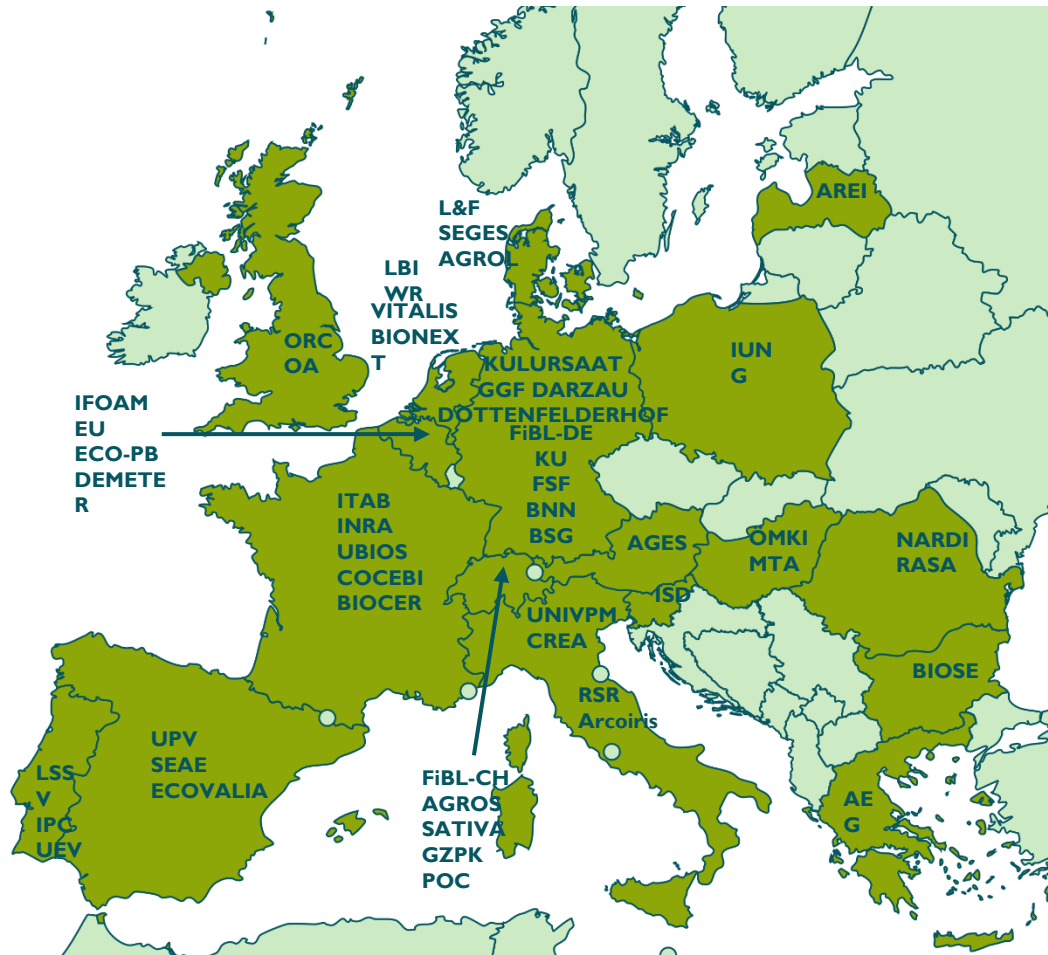 AREI
L&F
SEGES
AGROL
LBI
WR
VITALIS
BIONEX
T
ORC
OA
IUN
G
KULURSAAT
GGF DARZAU
DOTTENFELDERHOF
FiBL-DE
KU
FSF
BNN
BSG
IFOAM
EU
ECO-PB
DEMETE
R
ITAB
INRA
UBIOS
COCEBI
BIOCER
AGES
ÖMKI
MTA
NARDI
RASA
ISD
UNIVPM
CREA
BIOSE
RSR
Arcoiris
UPV
SEAE
ECOVALIA
LSS
V
IPC
UEV
FiBL-CH
AGROS
SATIVA
GZPK
POC
AE
G